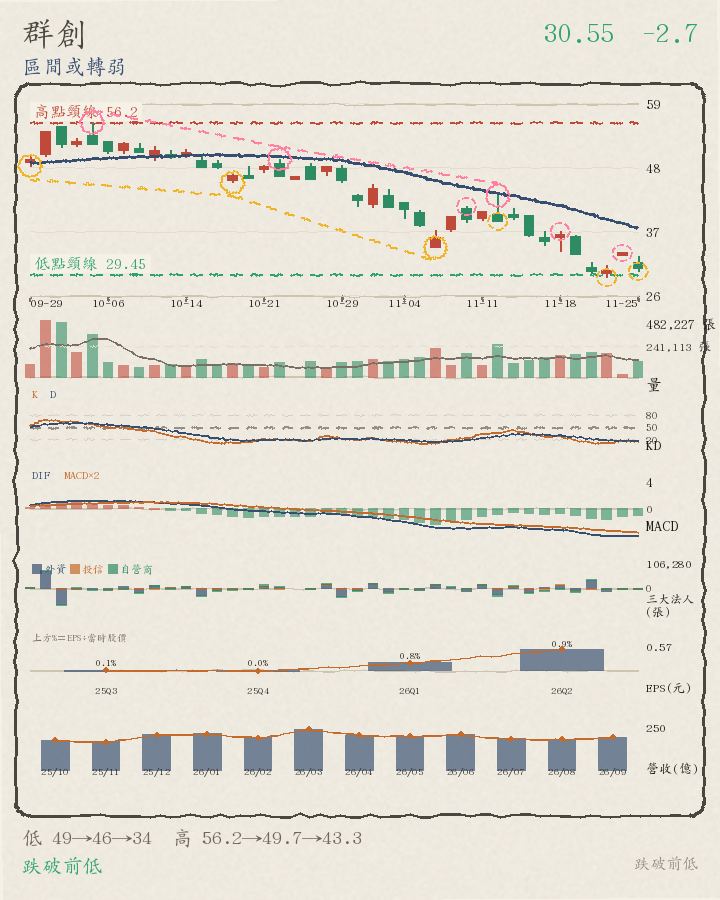 群創
30.55 -2.7
區間或轉弱
高點頸線 56.2
低點頸線 29.45
59
48
37
26
09-29 10-06 10-14 10-21 10-29 11-04 11-11 11-18 11-25
482,227 張
241,113 張
量
K D
80
50
20
KD
DIF MACD×2
4
0
MACD
外資 投信 自營商
106,280
0
三大法人
(張)
上方%=EPS÷當時股價
0.1% 0.0% 0.8% 0.9%
0.57
25Q3 25Q4 26Q1 26Q2
EPS(元)
250
25/10 25/11 25/12 26/01 26/02 26/03 26/04 26/05 26/06 26/07 26/08 26/09
營收(億)
低 49→46→34 高 56.2→49.7→43.3
跌破前低
跌破前低